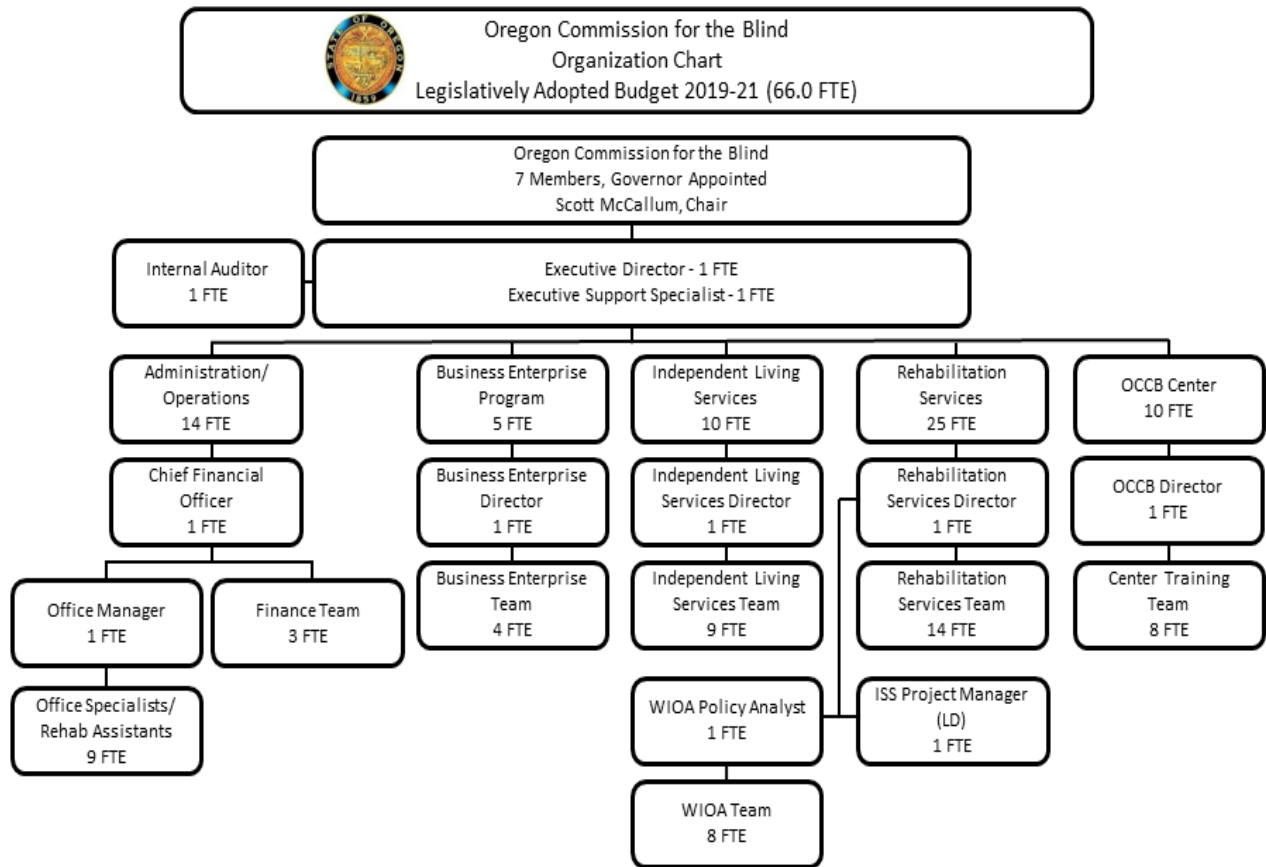 STATE OF OREGON
1859
Oregon Commission for the Blind
Organization Chart
Legislatively Adopted Budget 2019-21 (66.0 FTE)
Oregon Commission for the Blind
7 Members, Governor Appointed
Scott McCallum, Chair
Internal Auditor
1 FTE
Executive Director - 1 FTE
Executive Support Specialist - 1 FTE
Administration/
Operations
14 FTE
Business Enterprise
Program
5 FTE
Independent Living
Services
10 FTE
Rehabilitation
Services
25 FTE
OCCB Center
10 FTE
Chief Financial
Officer
1 FTE
Business Enterprise
Director
1 FTE
Independent Living
Services Director
1 FTE
Rehabilitation
Services Director
1 FTE
OCCB Director
1 FTE
Office Manager
1 FTE
Finance Team
3 FTE
Business Enterprise
Team
4 FTE
Independent Living
Services Team
9 FTE
Rehabilitation
Services Team
14 FTE
Center Training
Team
8 FTE
Office Specialists/
Rehab Assistants
9 FTE
WIOA Policy Analyst
1 FTE
ISS Project Manager
(LD)
1 FTE
WIOA Team
8 FTE